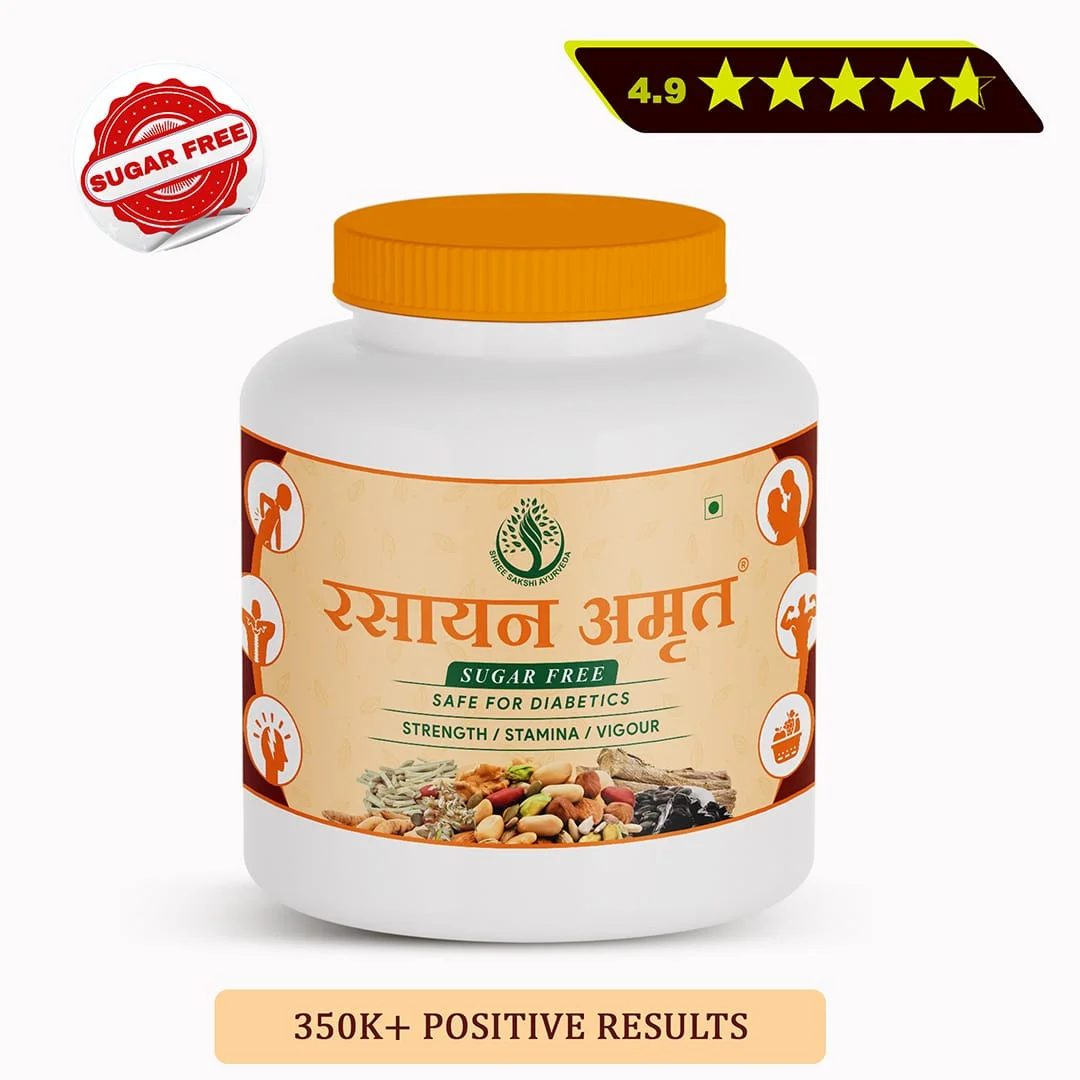 SUGAR FREE
4.9
SHREE SAKSHI AYURVEDA
रसायन अमृत®
SUGAR FREE
SAFE FOR DIABETICS
STRENGTH / STAMINA / VIGOUR
350K+ POSITIVE RESULTS